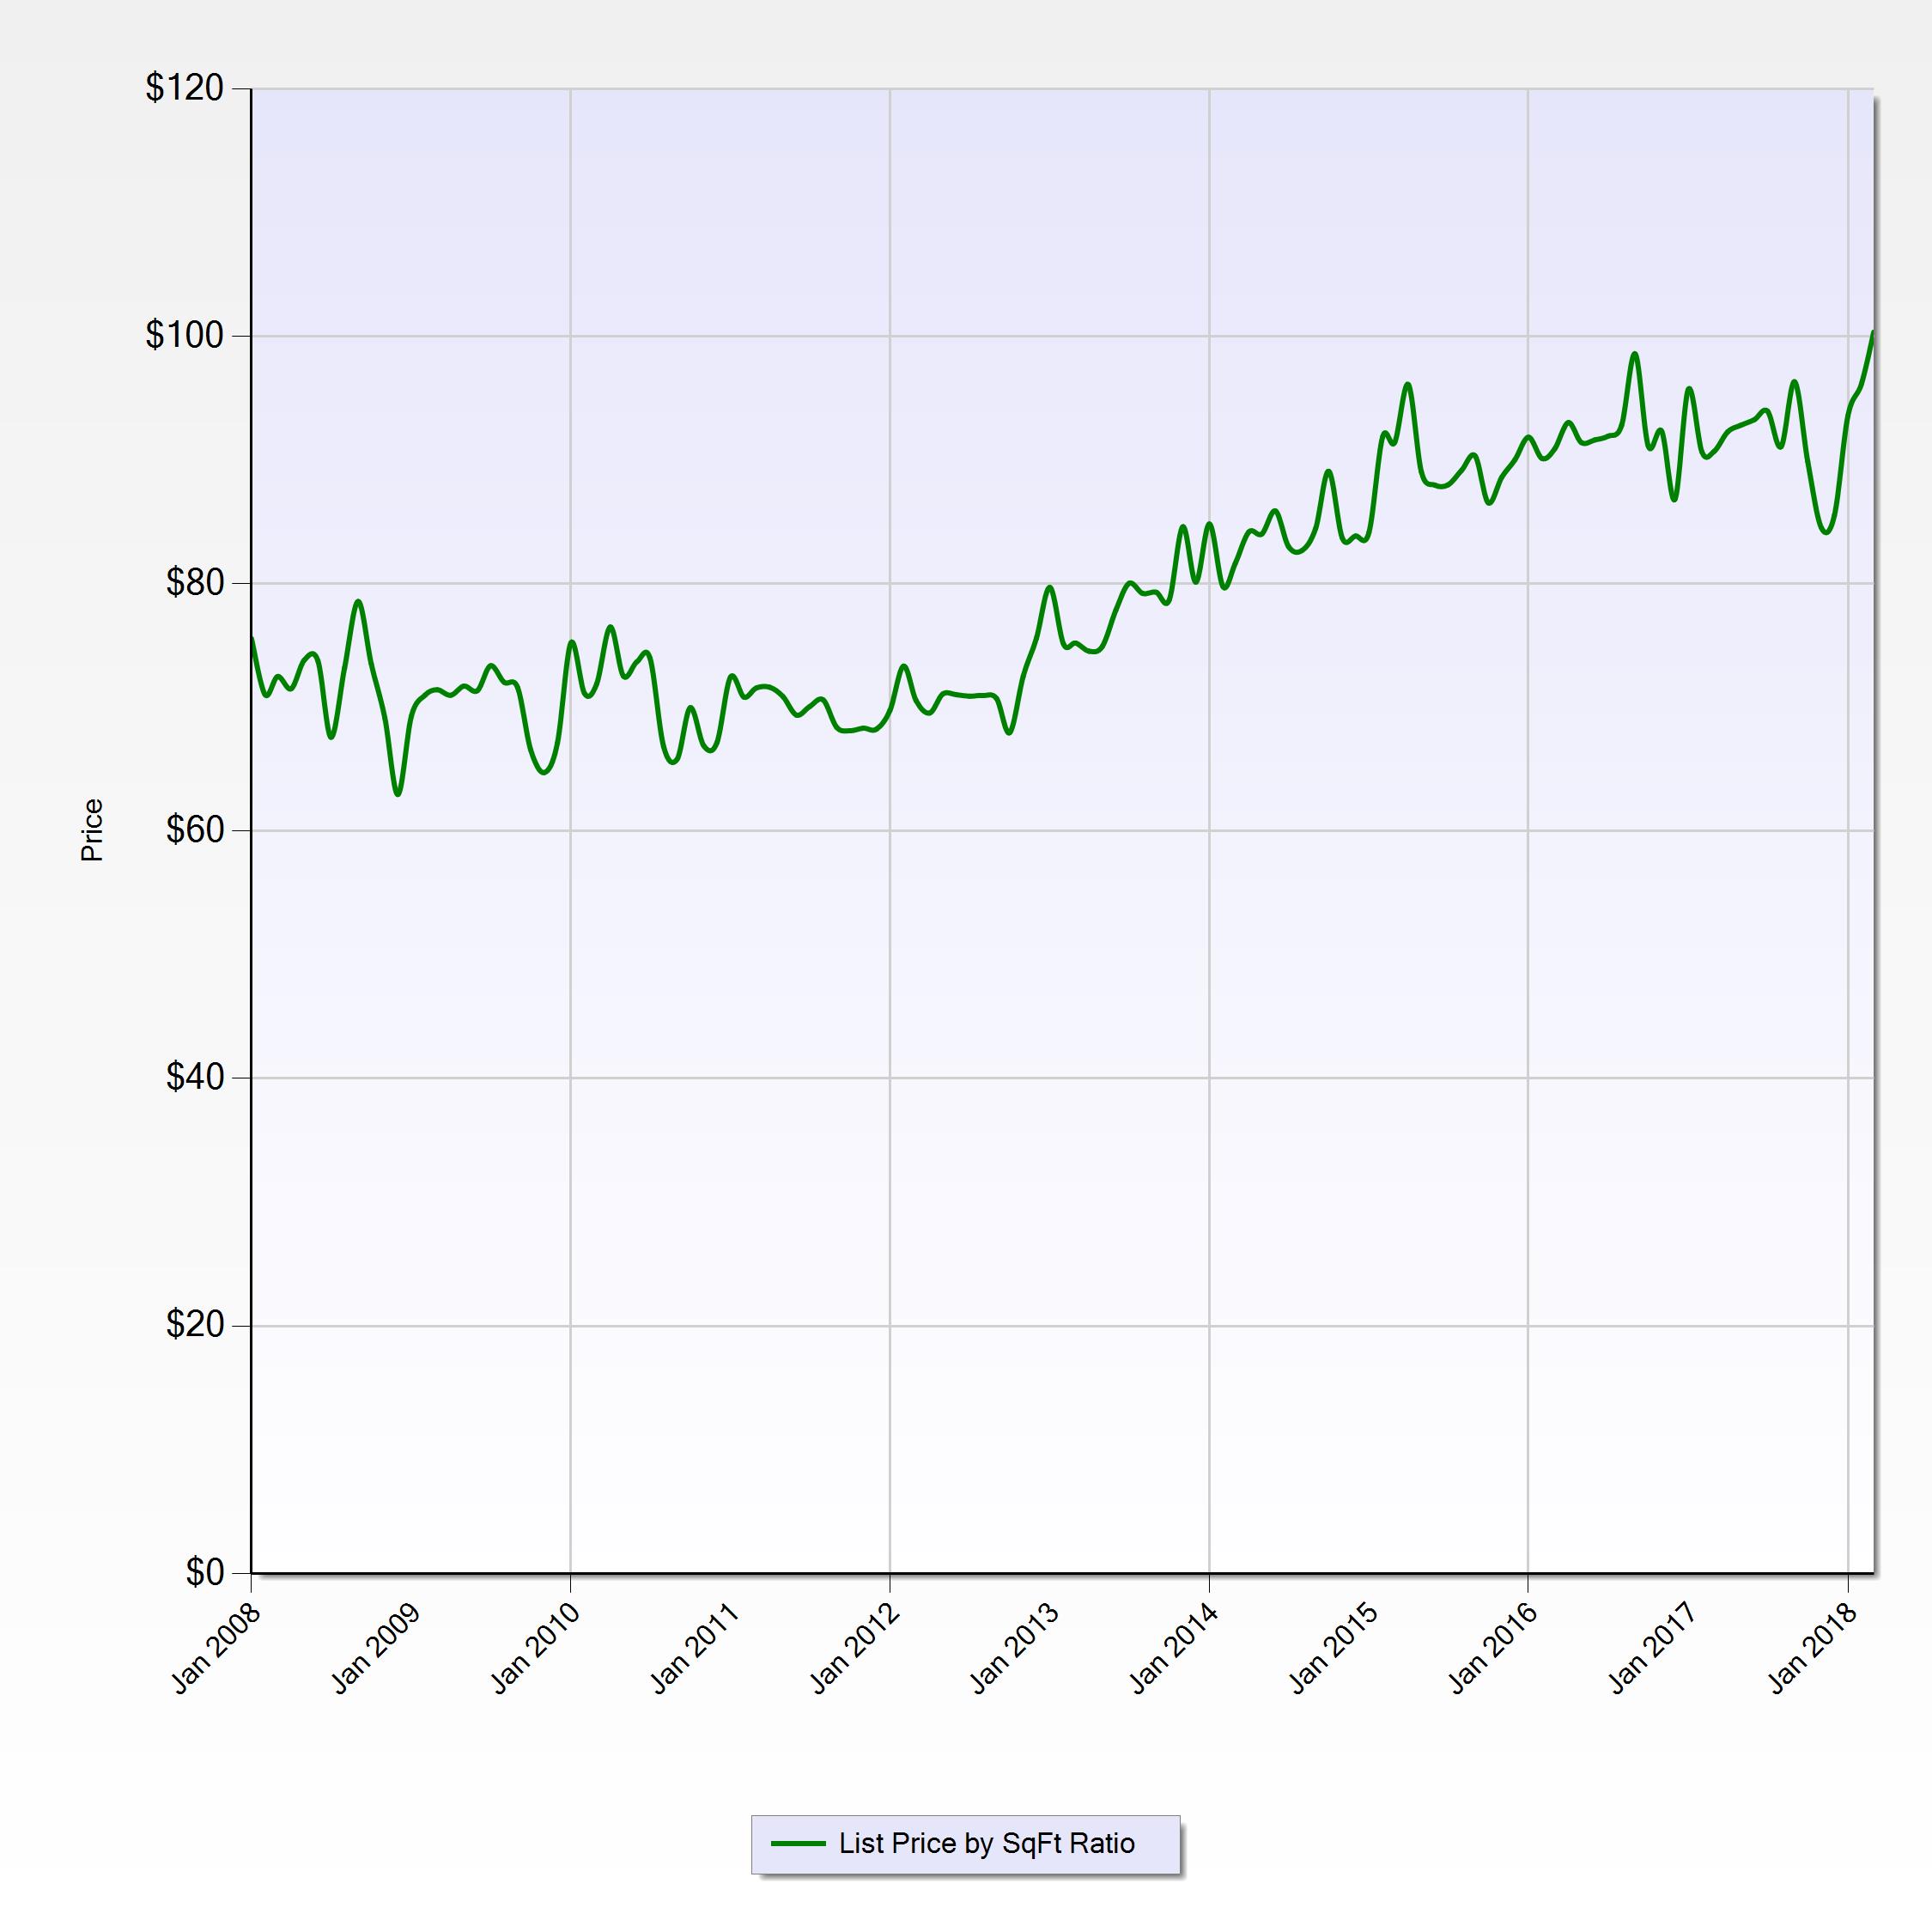 $120
$100
$80
$60
$40
$20
$0
Price
Jan 2008
Jan 2009
Jan 2010
Jan 2011
Jan 2012
Jan 2013
Jan 2014
Jan 2015
Jan 2016
Jan 2017
Jan 2018
List Price by SqFt Ratio